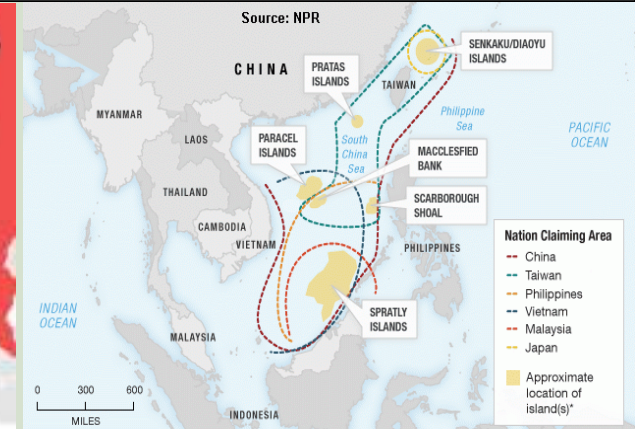 Source: NPR
SENKAKU/DIAOYU
ISLANDS
CHINA
PRATAS
ISLANDS
TAIWAN
MYANMAR
Philippine
Sea
PACIFIC
OCEAN
LAOS
PARACEL
ISLANDS
South
China
Sea
MACCLESFIED
BANK
THAILAND
SCARBOROUGH
SHOAL
CAMBODIA
VIETNAM
PHILIPPINES
Nation Claiming Area
China
Taiwan
Philippines
Vietnam
Malaysia
Japan
Approximate
location of
island(s)*
INDIAN
OCEAN
SPRATLY
ISLANDS
MALAYSIA
0 300 600
MILES
INDONESIA